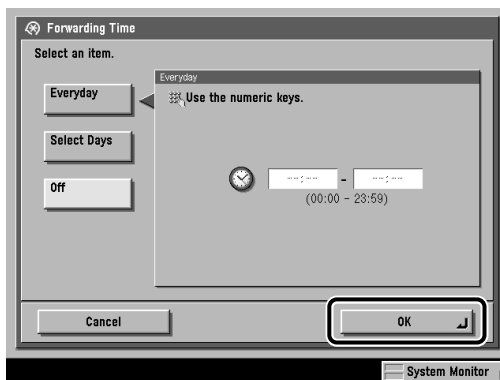 Forwarding Time
Select an item.
Everyday
Select Days
Off
Everyday
Use the numeric keys.
--:-- - --:--
(00:00 - 23:59)
Cancel
OK
System Monitor